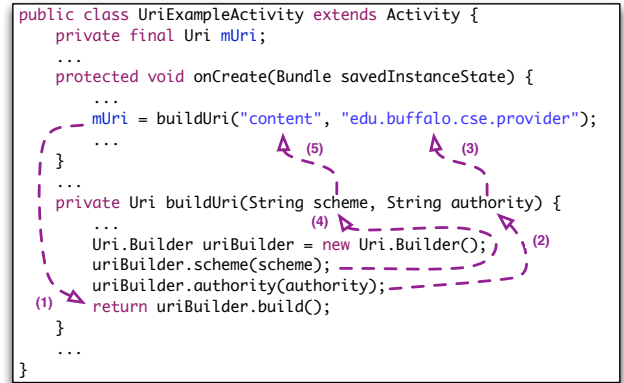 public class UriExampleActivity extends Activity {
    private final Uri mUri;
    ...
    protected void onCreate(Bundle savedInstanceState) {
        ...
        mUri = buildUri("content", "edu.buffalo.cse.provider");
        ...
(5) (3)
    }
    ...
    private Uri buildUri(String scheme, String authority) {
        ...
(4)
        Uri.Builder uriBuilder = new Uri.Builder();
(2)
        uriBuilder.scheme(scheme);
        uriBuilder.authority(authority);
(1)
        return uriBuilder.build();
    }
    ...
}